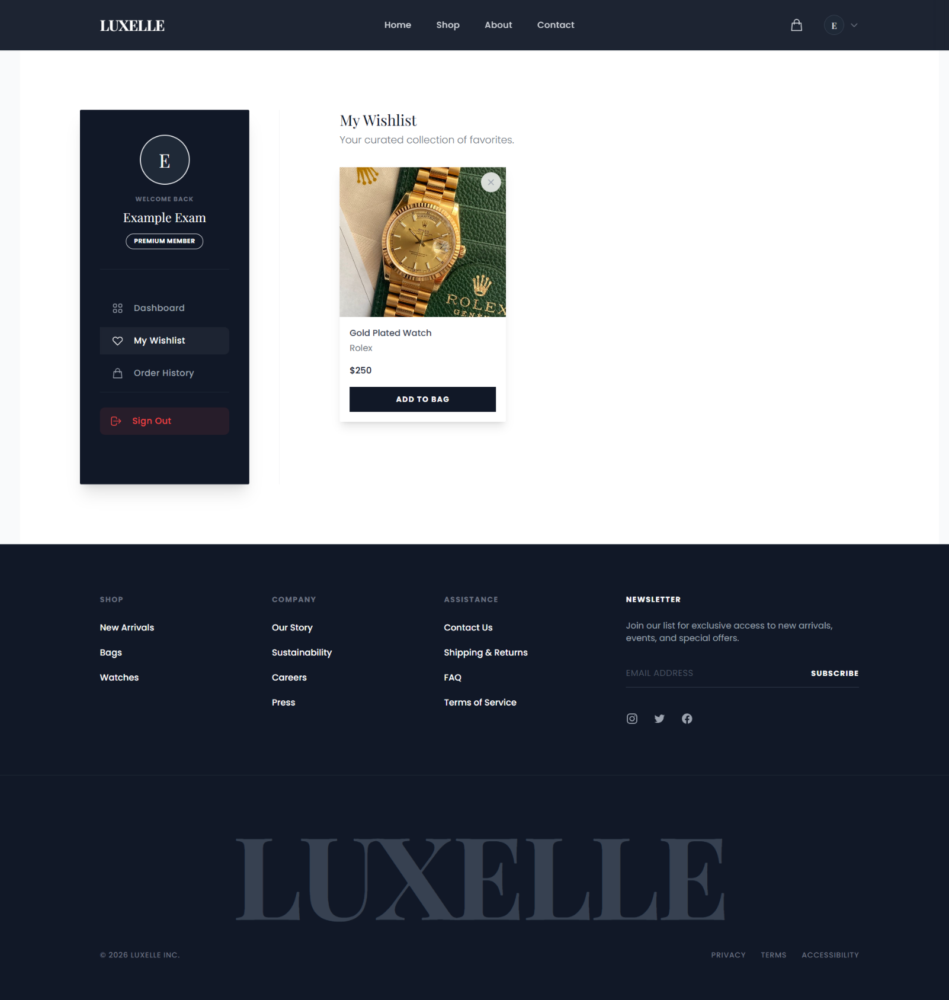 LUXELLE
Home
Shop
About
Contact
E
E
WELCOME BACK
Example Exam
PREMIUM MEMBER
Dashboard
My Wishlist
Order History
Sign Out
My Wishlist
Your curated collection of favorites.
ROLEX
ROLEX
GENÈV
Gold Plated Watch
Rolex
$250
ADD TO BAG
SHOP
New Arrivals
Bags
Watches
COMPANY
Our Story
Sustainability
Careers
Press
ASSISTANCE
Contact Us
Shipping & Returns
FAQ
Terms of Service
NEWSLETTER
Join our list for exclusive access to new arrivals,
events, and special offers.
EMAIL ADDRESS
SUBSCRIBE
LUXELLE
© 2026 LUXELLE INC.
PRIVACY
TERMS
ACCESSIBILITY